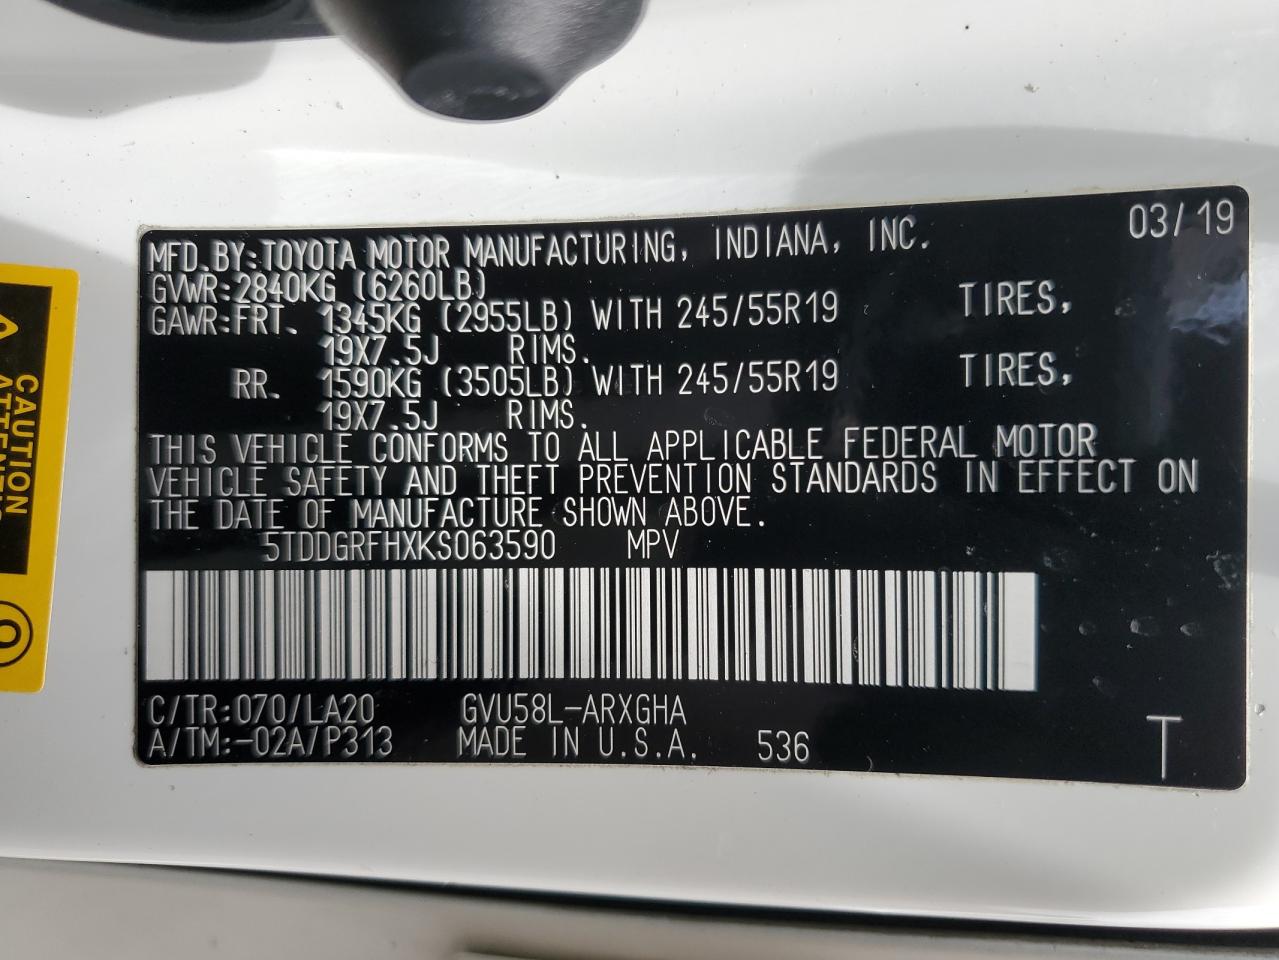 03/19
MFD.BY:TOYOTA MOTOR MANUFACTURING, INDIANA, INC.
GVWR:2840KG (6260LB)
GAWR:FRT. 1345KG (2955LB) WITH 245/55R19 TIRES,
19X7.5J RIMS.
RR. 1590KG (3505LB) WITH 245/55R19 TIRES,
19X7.5J RIMS.
THIS VEHICLE CONFORMS TO ALL APPLICABLE FEDERAL MOTOR
VEHICLE SAFETY AND THEFT PREVENTION STANDARDS IN EFFECT ON
THE DATE OF MANUFACTURE SHOWN ABOVE.
5TDDGRFHXKS063590 MPV
C/TR:070/LA20 GVU58L-ARXGHA
A/TM:-02A/P313 MADE IN U.S.A. 536
T
CAUTION